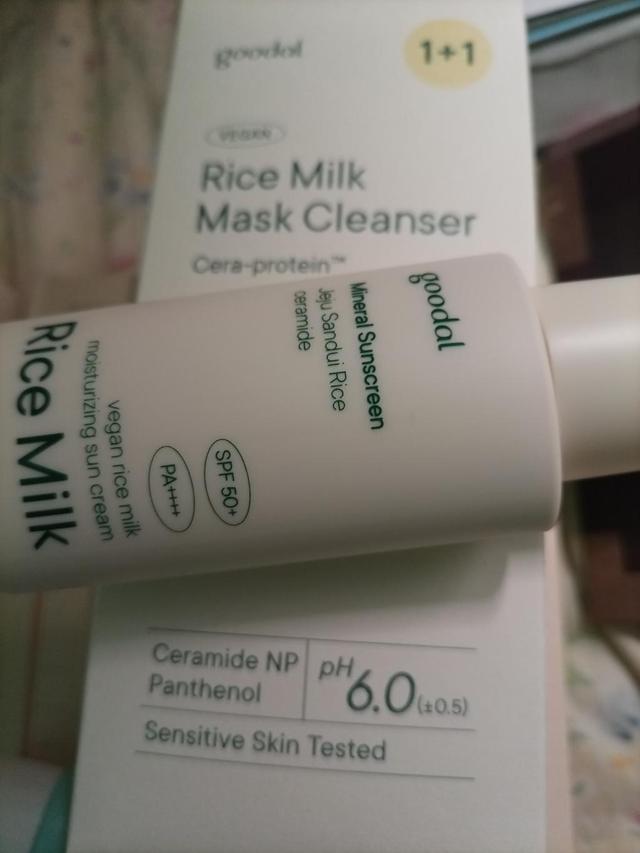 goodal
1+1
VEGAN
Rice Milk
Mask Cleanser
Cera-protein™
goodal
Mineral Sunscreen
Jeju Sandui Rice
ceramide
SPF 50+
PA++++
vegan rice milk
moisturizing sun cream
Rice Milk
Ceramide NP
Panthenol
pH 6.0 (±0.5)
Sensitive Skin Tested